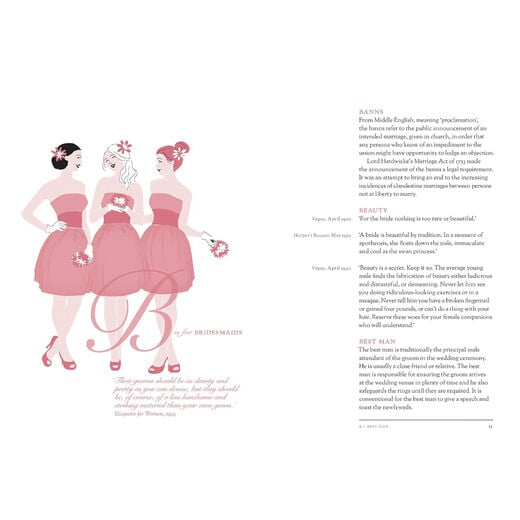 B is for BRIDESMAIDS
'Their gowns should be as dainty and
pretty as you can devise, but they should
be, of course, of a less handsome and
striking material than your own gown.'
Etiquette for Women,
BANNS
From Middle English, meaning 'proclamation',
the banns refer to the public announcement of an
intended marriage, given in church, in order that
any persons who know of an impediment to the
union might have opportunity to lodge an objection.
Lord Hardwicke's Marriage Act of 1753 made
the announcement of the banns a legal requirement.
It was an attempt to bring an end to the increasing
incidences of clandestine marriages between persons
not at liberty to marry.
BEAUTY
Vogue, April
'For the bride nothing is too rare or beautiful.'
Harper's Bazaar May
'A bride is beautiful by tradition. In a moment of
apotheosis, she floats down the aisle, immaculate
and cool as the swan princess.'
Vogue, April
'Beauty is a secret. Keep it so. The average young
male finds the fabrication of beauty either ludicrous
and distasteful, or demeaning. Never let him see
you doing ridiculous-looking exercises or in a
masque. Never tell him you have a broken fingernail
or gained four pounds, or can't do a thing with your
hair. Reserve these woes for your female companions
who will understand.'
BEST MAN
The best man is traditionally the principal male
attendant of the groom in the wedding ceremony.
He is usually a close friend or relative. The best
man is responsible for ensuring the groom arrives
at the wedding venue in plenty of time and he also
safeguards the rings until they are required. It is
conventional for the best man to give a speech and
toast the newlyweds.
B – BEST MAN